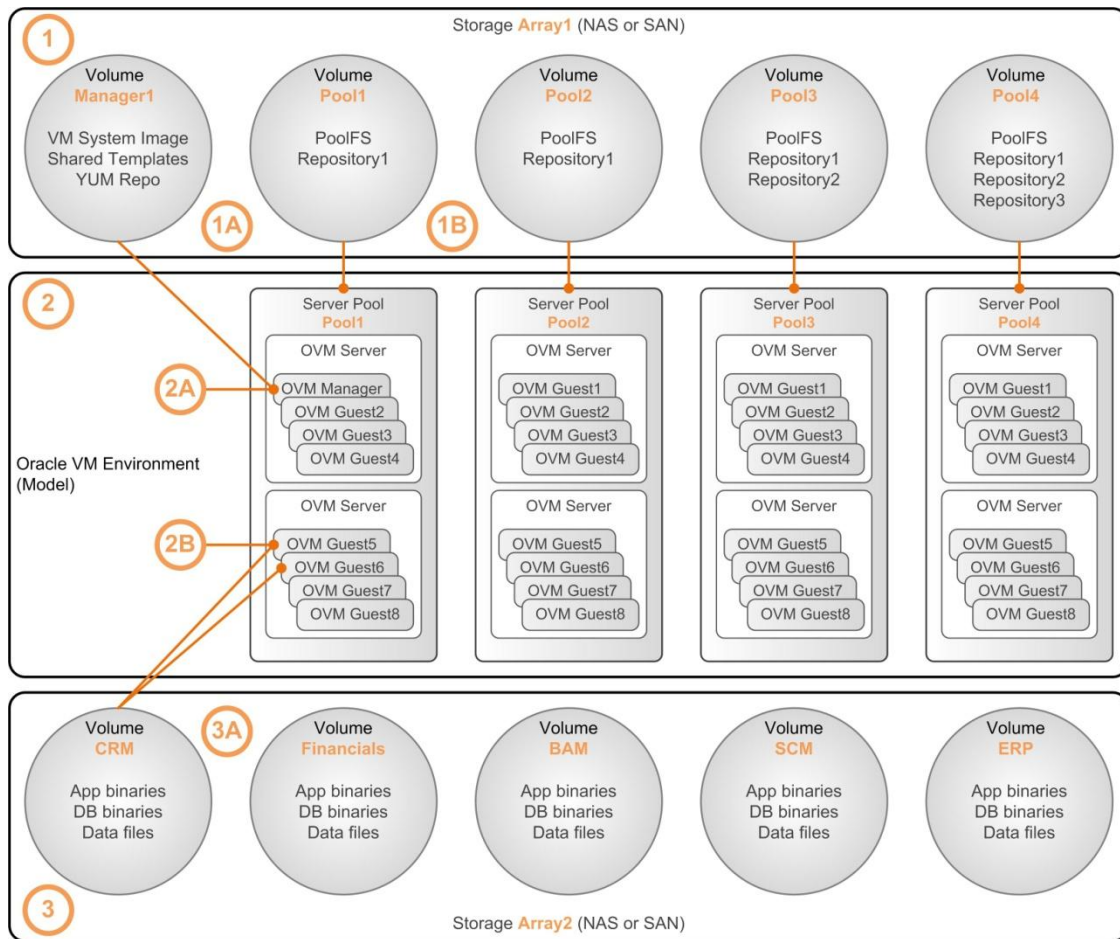 Storage Array1 (NAS or SAN)
1
Volume
Manager1
VM System Image
Shared Templates
YUM Repo
1A
Volume
Pool1
PoolFS
Repository1
1B
Volume
Pool2
PoolFS
Repository1
Volume
Pool3
PoolFS
Repository1
Repository2
Volume
Pool4
PoolFS
Repository1
Repository2
Repository3
2
2A
Oracle VM Environment
(Model)
2B
Server Pool
Pool1
OVM Server
OVM Manager
OVM Guest2
OVM Guest3
OVM Guest4
OVM Server
OVM Guest5
OVM Guest6
OVM Guest7
OVM Guest8
Server Pool
Pool2
OVM Server
OVM Guest1
OVM Guest2
OVM Guest3
OVM Guest4
OVM Server
OVM Guest5
OVM Guest6
OVM Guest7
OVM Guest8
Server Pool
Pool3
OVM Server
OVM Guest1
OVM Guest2
OVM Guest3
OVM Guest4
OVM Server
OVM Guest5
OVM Guest6
OVM Guest7
OVM Guest8
Server Pool
Pool4
OVM Server
OVM Guest1
OVM Guest2
OVM Guest3
OVM Guest4
OVM Server
OVM Guest5
OVM Guest6
OVM Guest7
OVM Guest8
Volume
CRM
App binaries
DB binaries
Data files
3A
Volume
Financials
App binaries
DB binaries
Data files
Volume
BAM
App binaries
DB binaries
Data files
Volume
SCM
App binaries
DB binaries
Data files
Volume
ERP
App binaries
DB binaries
Data files
3
Storage Array2 (NAS or SAN)